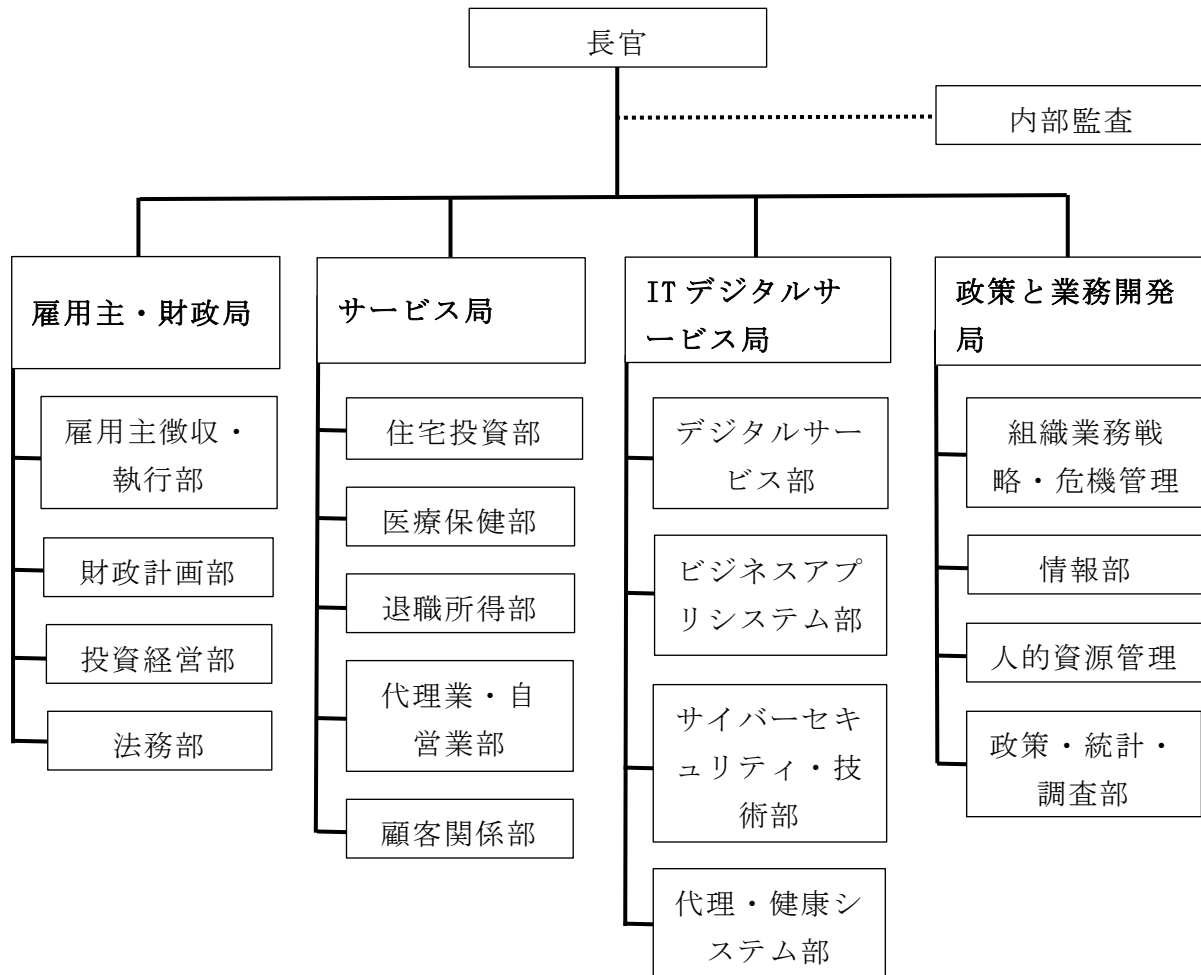 長官
内部監査
雇用主・財政局
雇用主徴収・
執行部
財政計画部
投資経営部
法務部
サービス局
住宅投資部
医療保健部
退職所得部
代理業・自
営業部
顧客関係部
IT デジタルサ
ービス局
デジタルサー
ビス部
ビジネスアプ
リシステム部
サイバーセキ
ュリティ・技
術部
代理・健康シ
ステム部
政策と業務開発
局
組織業務戦
略・危機管理
情報部
人的資源管理
政策・統計・
調査部